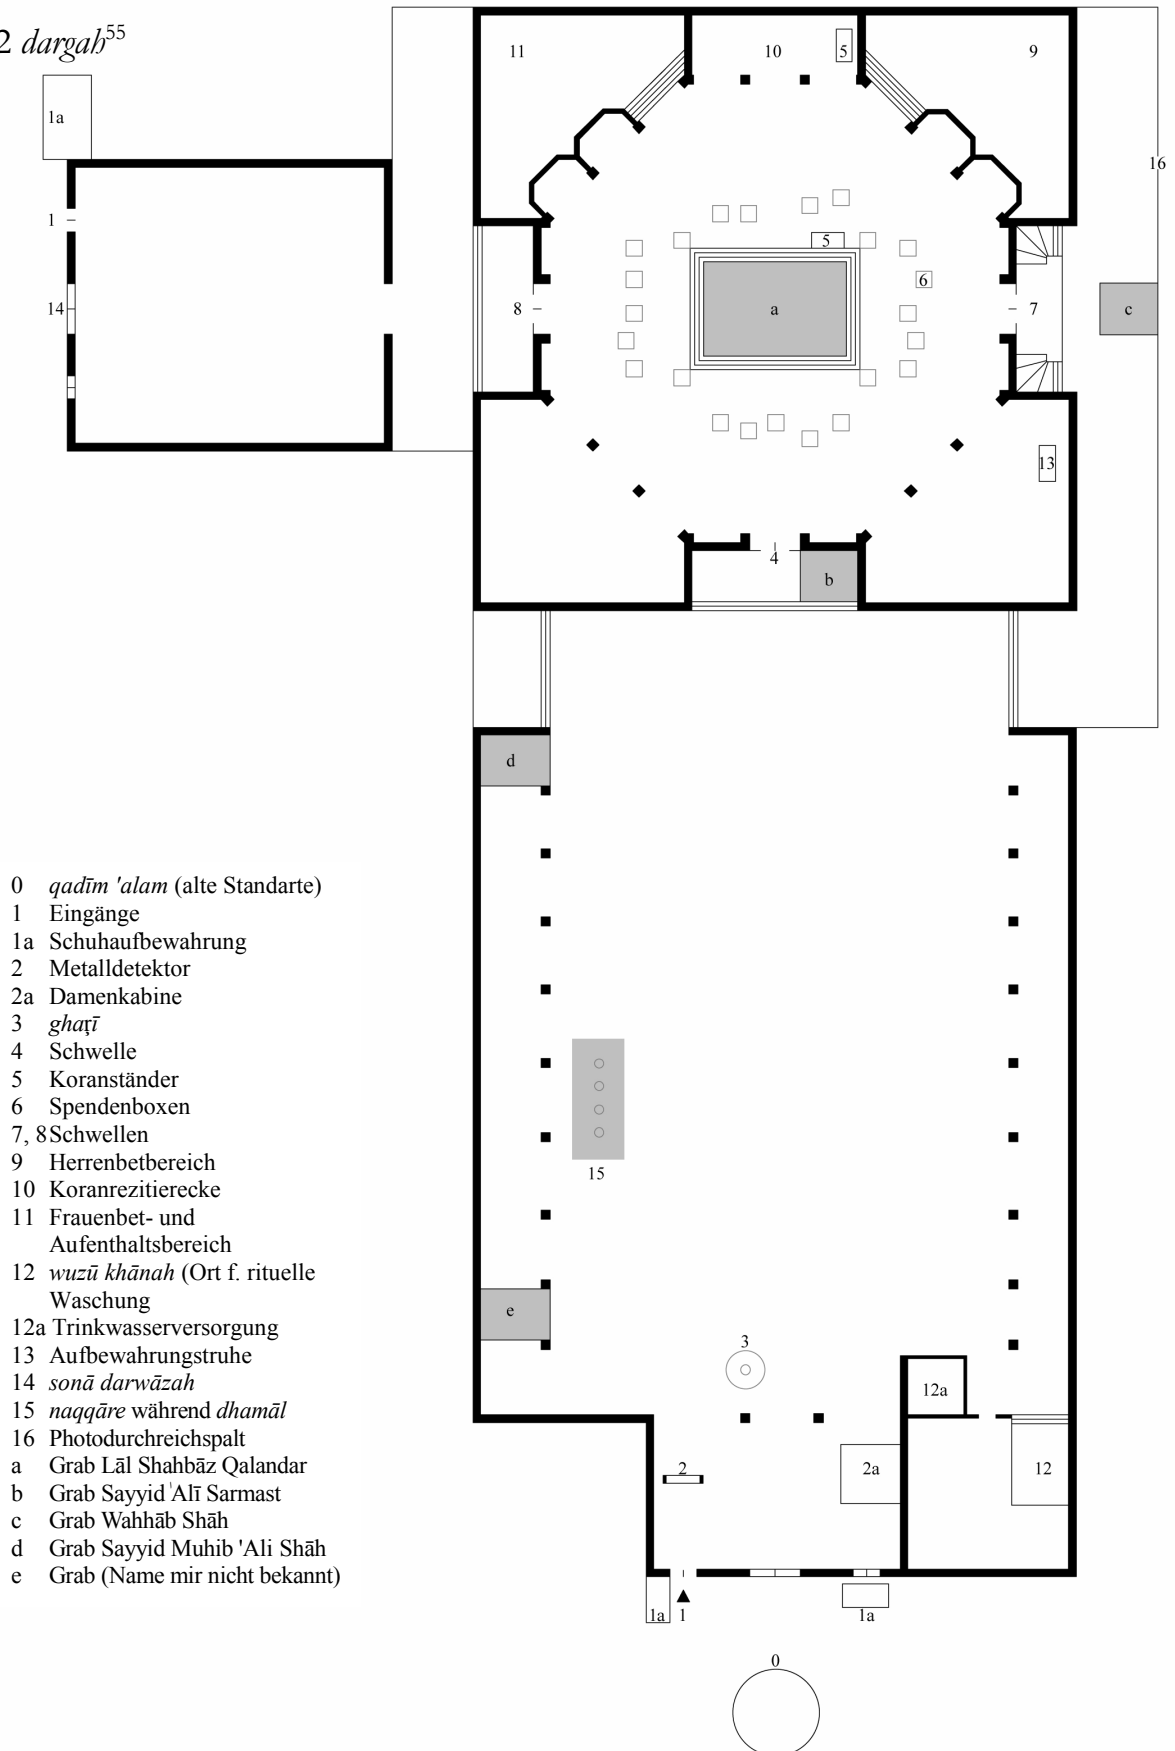 2 dargah55
11
10
5
9
1a
16
1
5
6
14
8
a
7
c
13
4
b
d
0 qadīm 'alam (alte Standarte)
1 Eingänge
1a Schuhaufbewahrung
2 Metalldetektor
2a Damenkabine
3 ghaṛī
4 Schwelle
5 Koranständer
6 Spendenboxen
7, 8 Schwellen
9 Herrenbetbereich
10 Koranrezitierecke
11 Frauenbet- und
Aufenthaltsbereich
12 wuzū khānah (Ort f. rituelle
Waschung
12a Trinkwasserversorgung
13 Aufbewahrungstruhe
14 sonā darwāzah
15 naqqāre während dhamāl
16 Photodurchreichspalt
a Grab Lāl Shahbāz Qalandar
b Grab Sayyid 'Alī Sarmast
c Grab Wahhāb Shāh
d Grab Sayyid Muhib 'Ali Shāh
e Grab (Name mir nicht bekannt)
15
e
3
12a
2
2a
12
1a
1
1a
0